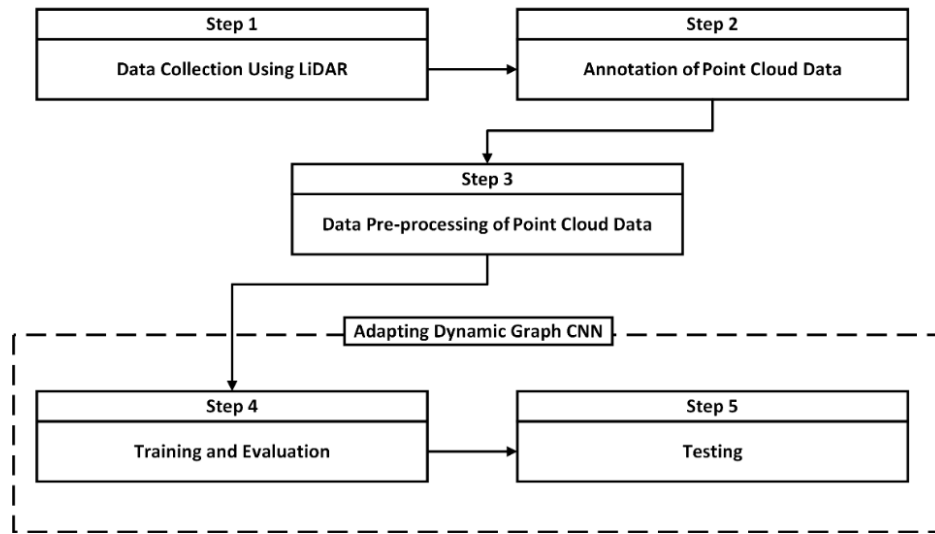 Step 1
Data Collection Using LiDAR
Step 2
Annotation of Point Cloud Data
Step 3
Data Pre-processing of Point Cloud Data
Adapting Dynamic Graph CNN
Step 4
Training and Evaluation
Step 5
Testing